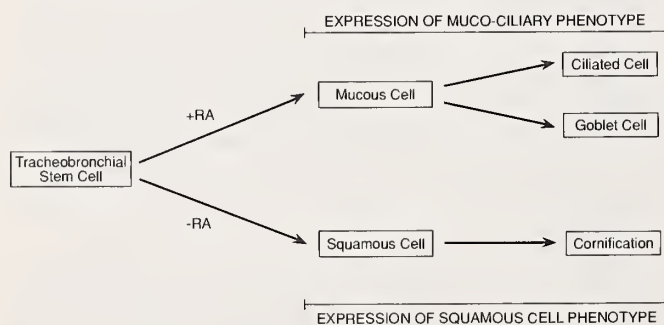 EXPRESSION OF MUCO-CILIARY PHENOTYPE
Ciliated Cell
Mucous Cell
+RA
Goblet Cell
Tracheobronchial
Stem Cell
-RA
Squamous Cell
Cornification
EXPRESSION OF SQUAMOUS CELL PHENOTYPE